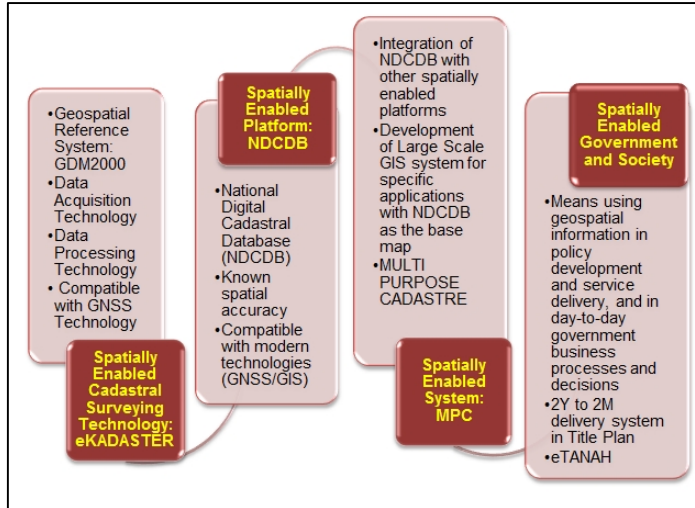 •Geospatial
Reference
System:
GDM2000
•Data
Acquisition
Technology
•Data
Processing
Technology
• Compatible
with GNSS
Technology
Spatially
Enabled
Cadastral
Surveying
Technology:
eKADASTER
Spatially
Enabled
Platform:
NDCDB
•National
Digital
Cadastral
Database
(NDCDB)
•Known
spatial
accuracy
•Compatible
with modern
technologies
(GNSS/GIS)
•Integration of
NDCDB with
other spatially
enabled
platforms
•Development
of Large Scale
GIS system for
specific
applications
with NDCDB
as the base
map
•MULTI
PURPOSE
CADASTRE
Spatially
Enabled
System:
MPC
Spatially
Enabled
Government
and Society
•Means using
geospatial
information in
policy
development
and service
delivery, and in
day-to-day
government
business
processes and
decisions
•2Y to 2M
delivery system
in Title Plan
•eTANAH